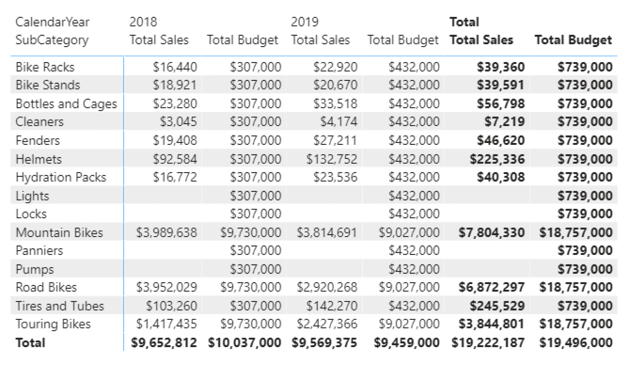 CalendarYear 2018 2019 Total
SubCategory Total Sales Total Budget Total Sales Total Budget Total Sales Total Budget
Bike Racks $16,440 $307,000 $22,920 $432,000 $39,360 $739,000
Bike Stands $18,921 $307,000 $20,670 $432,000 $39,591 $739,000
Bottles and Cages $23,280 $307,000 $33,518 $432,000 $56,798 $739,000
Cleaners $3,045 $307,000 $4,174 $432,000 $7,219 $739,000
Fenders $19,408 $307,000 $27,211 $432,000 $46,620 $739,000
Helmets $92,584 $307,000 $132,752 $432,000 $225,336 $739,000
Hydration Packs $16,772 $307,000 $23,536 $432,000 $40,308 $739,000
Lights $307,000 $432,000 $739,000
Locks $307,000 $432,000 $739,000
Mountain Bikes $3,989,638 $9,730,000 $3,814,691 $9,027,000 $7,804,330 $18,757,000
Panniers $307,000 $432,000 $739,000
Pumps $307,000 $432,000 $739,000
Road Bikes $3,952,029 $9,730,000 $2,920,268 $9,027,000 $6,872,297 $18,757,000
Tires and Tubes $103,260 $307,000 $142,270 $432,000 $245,529 $739,000
Touring Bikes $1,417,435 $9,730,000 $2,427,366 $9,027,000 $3,844,801 $18,757,000
Total $9,652,812 $10,037,000 $9,569,375 $9,459,000 $19,222,187 $19,496,000